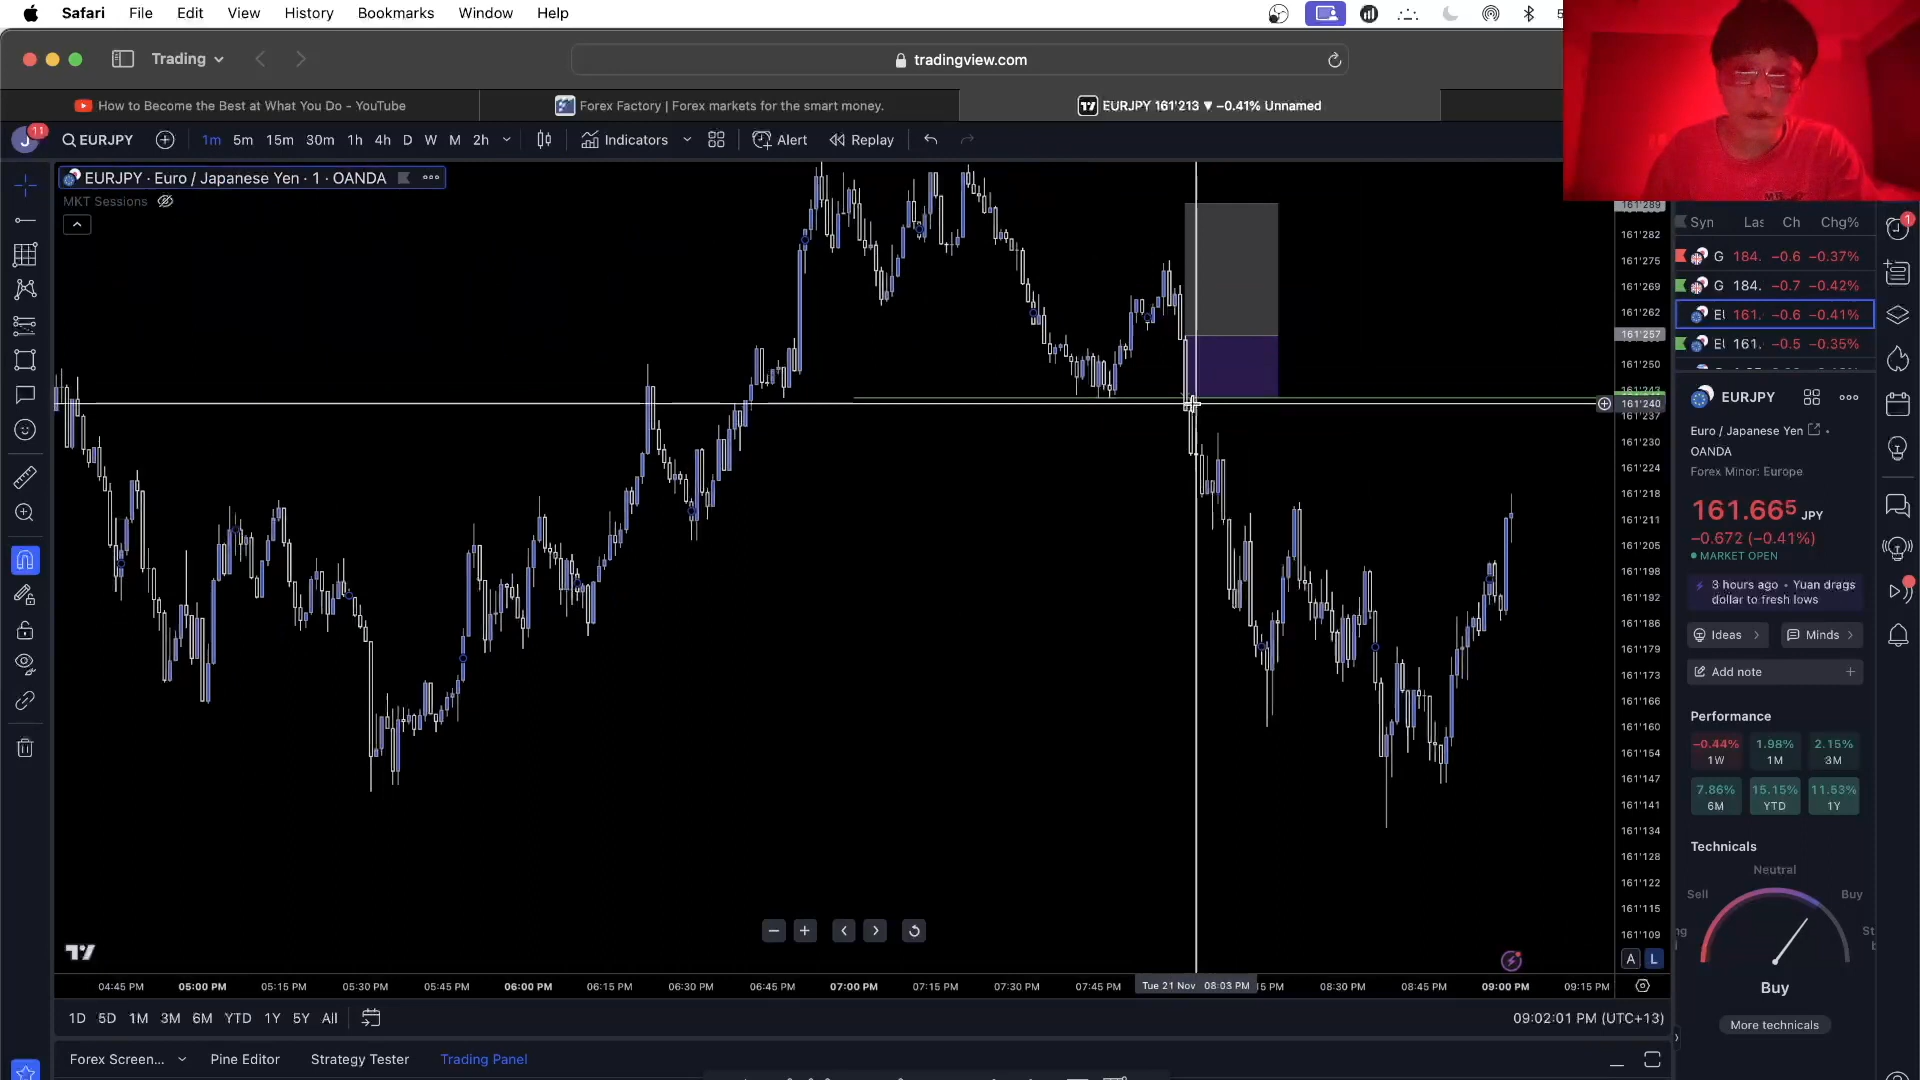 Safari File Edit View History Bookmarks Window Help
Trading
tradingview.com
How to Become the Best at What You Do - YouTube
Forex Factory | Forex markets for the smart money.
EURJPY 161'213 ▼ −0.41% Unnamed
J 11 EURJPY 1m 5m 15m 30m 1h 4h D W M 2h Indicators Alert Replay
EURJPY · Euro / Japanese Yen · 1 · OANDA
MKT Sessions
161'289
161'282
161'275
161'269
161'262
161'257
161'250
161'243
161'240
161'237
161'230
161'224
161'218
161'211
161'205
161'198
161'192
161'186
161'179
161'173
161'166
161'160
161'154
161'147
161'141
161'134
161'128
161'122
161'115
161'109
A L
04:45 PM 05:00 PM 05:15 PM 05:30 PM 05:45 PM 06:00 PM 06:15 PM 06:30 PM 06:45 PM 07:00 PM 07:15 PM 07:30 PM 07:45 PM Tue 21 Nov 08:03 PM 15 PM 08:30 PM 08:45 PM 09:00 PM 09:15 PM
1D 5D 1M 3M 6M YTD 1Y 5Y All
09:02:01 PM (UTC+13)
Forex Screen... Pine Editor Strategy Tester Trading Panel
Syn Las Ch Chg%
G 184. −0.6 −0.37%
G 184. −0.7 −0.42%
EU 161. −0.6 −0.41%
EU 161. −0.5 −0.35%
EURJPY
Euro / Japanese Yen
OANDA
Forex Minor: Europe
161.665 JPY
−0.672 (−0.41%)
MARKET OPEN
3 hours ago • Yuan drags
dollar to fresh lows
Ideas Minds
Add note
Performance
−0.44% 1.98% 2.15%
1W 1M 3M
7.86% 15.15% 11.53%
6M YTD 1Y
Technicals
Neutral
Sell Buy
Buy
More technicals
1